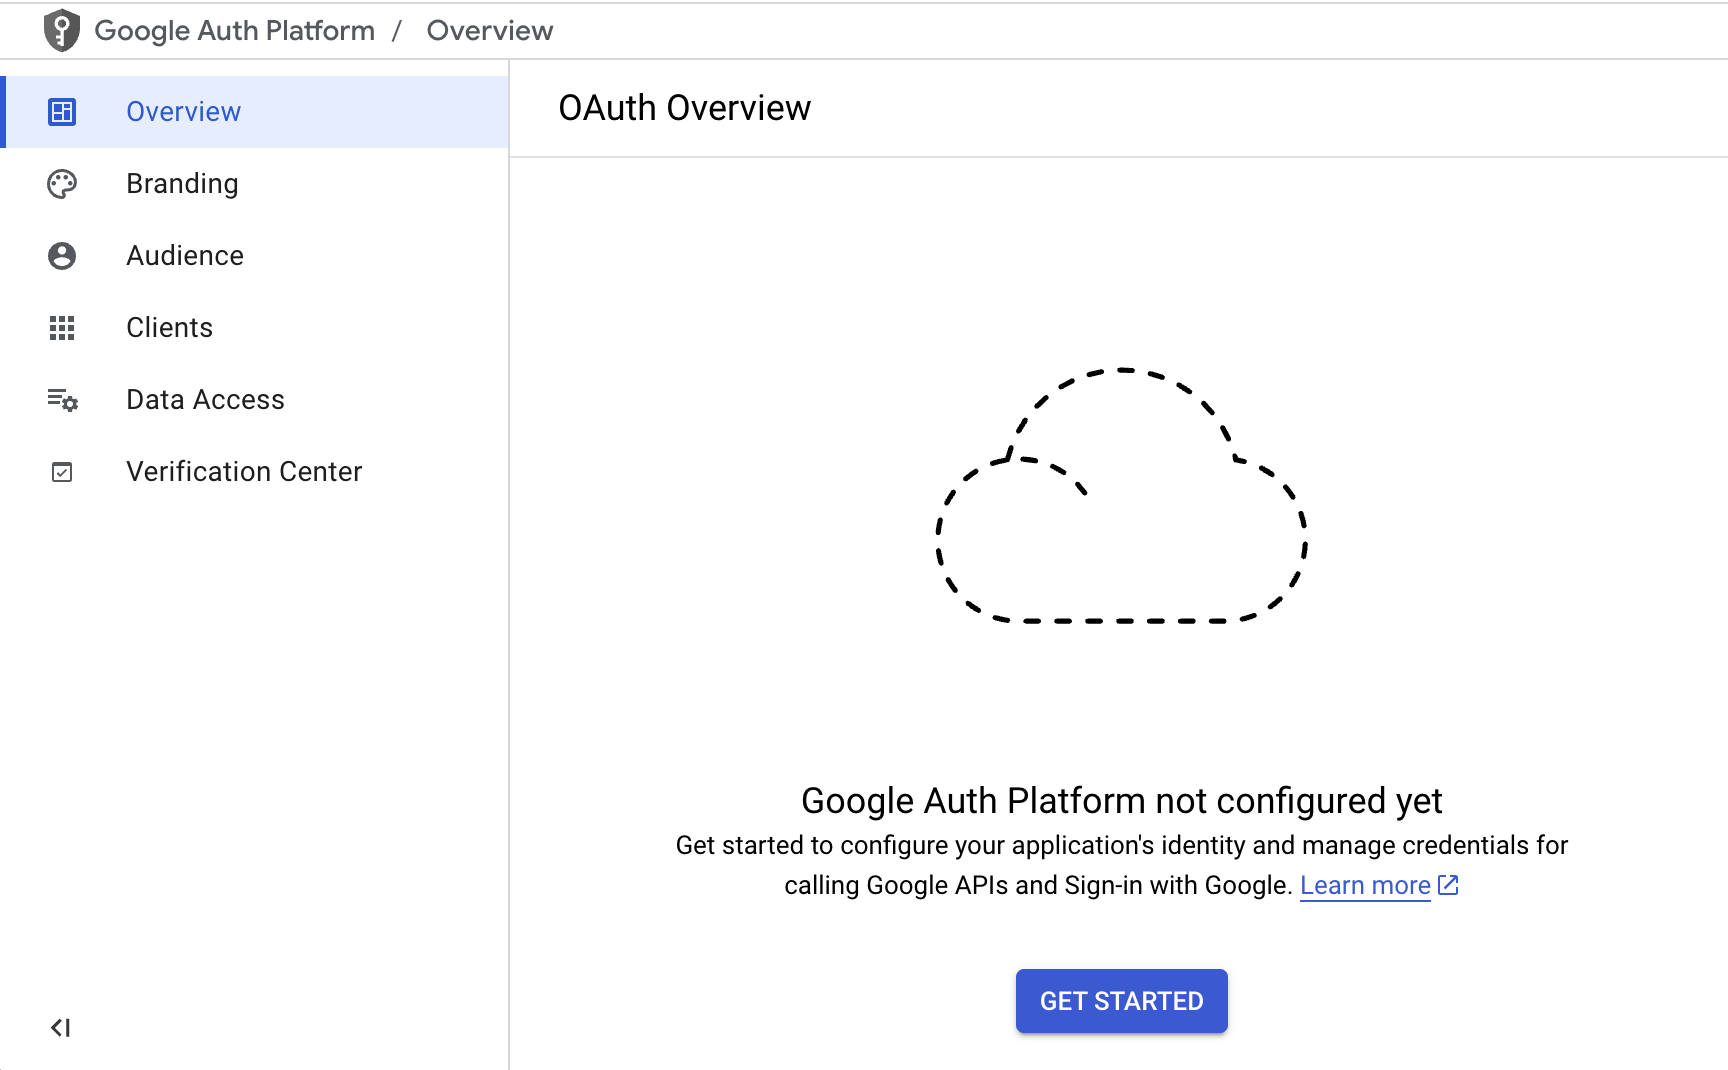 Google Auth Platform / Overview
Overview
Branding
Audience
Clients
Data Access
Verification Center
OAuth Overview
Google Auth Platform not configured yet
Get started to configure your application's identity and manage credentials for
calling Google APIs and Sign-in with Google. Learn more
GET STARTED